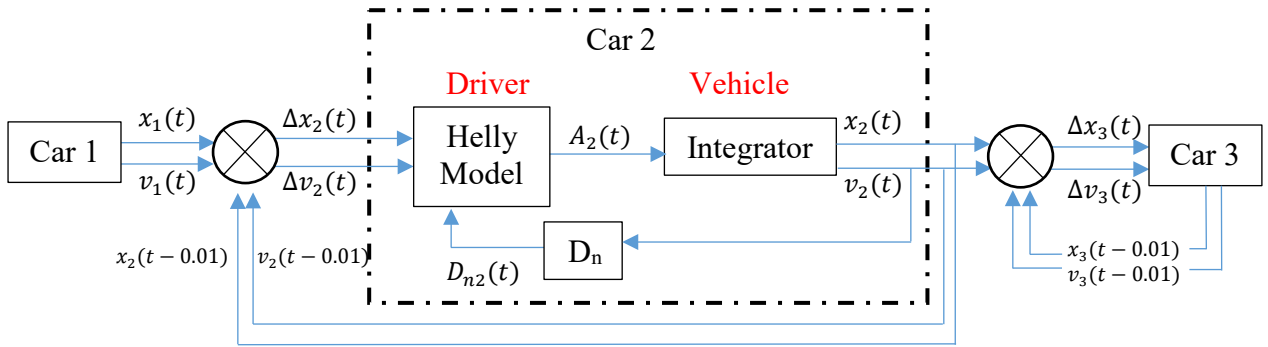 Car 2
Driver
Vehicle
x₁(t)
Δx₂(t)
x₂(t)
Δx₃(t)
Car 1
Helly
Model
A₂(t)
Integrator
Car 3
v₁(t)
Δv₂(t)
v₂(t)
Δv₃(t)
x₂(t − 0.01)
v₂(t − 0.01)
Dₙ₂(t)
Dₙ
x₃(t − 0.01)
v₃(t − 0.01)